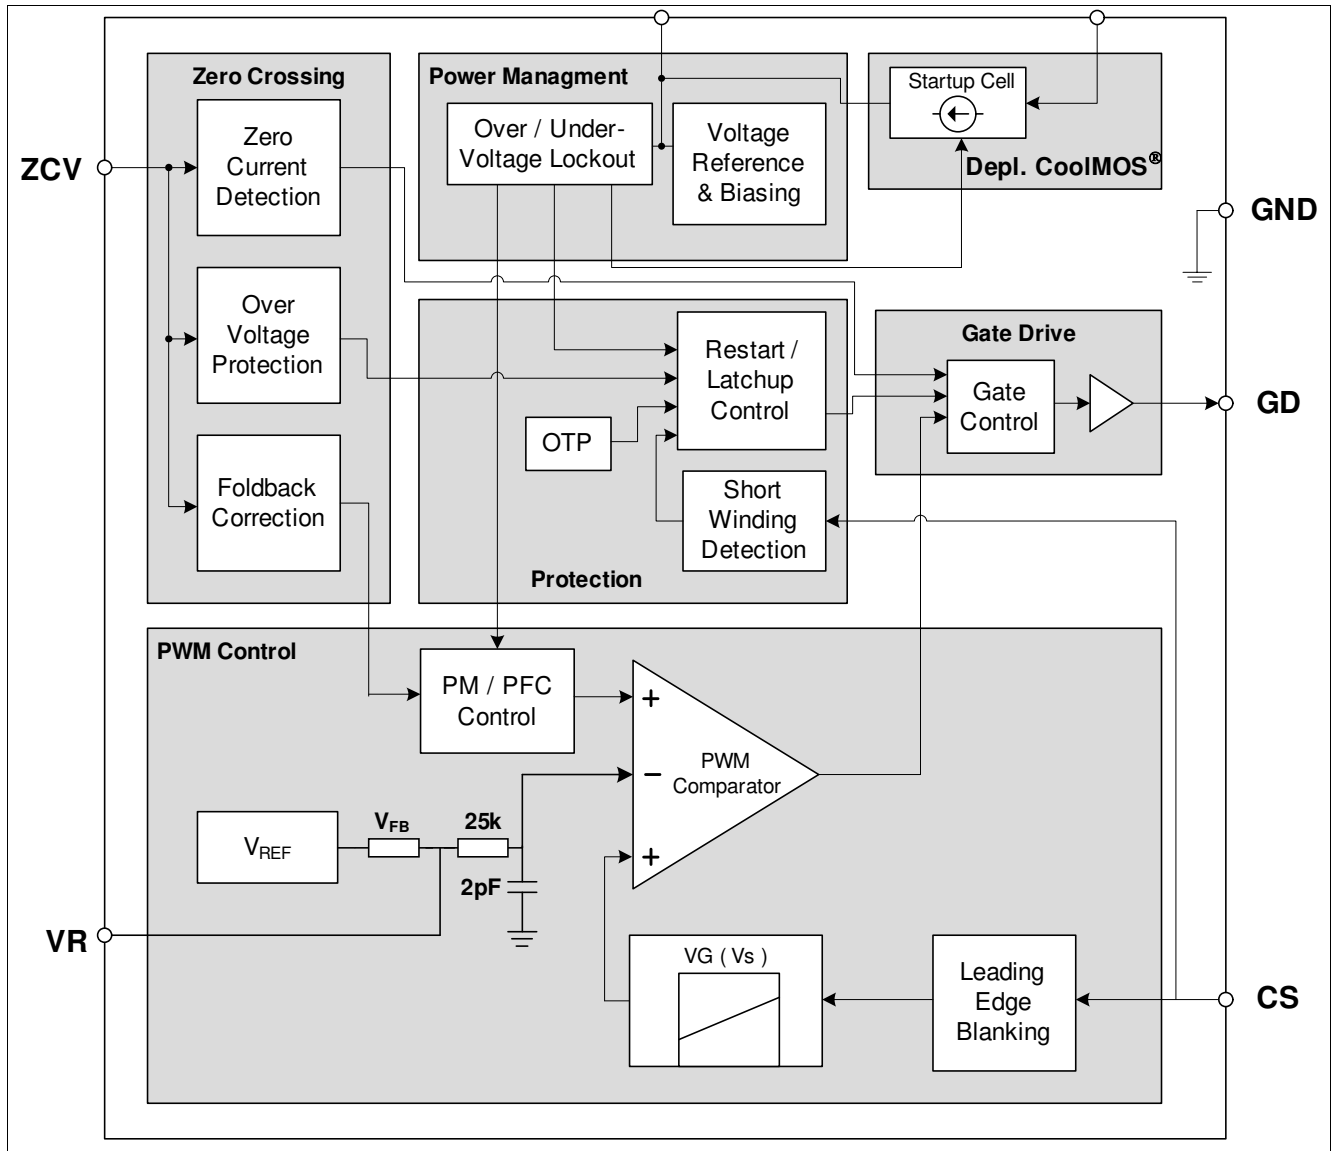 Zero Crossing
Zero
Current
Detection
Over
Voltage
Protection
Foldback
Correction
Power Managment
Over / Under-
Voltage Lockout
Voltage
Reference
& Biasing
Startup Cell
Depl. CoolMOS®
ZCV
GND
Restart /
Latchup
Control
OTP
Short
Winding
Detection
Protection
Gate Drive
Gate
Control
GD
PWM Control
PM / PFC
Control
+
−
+
PWM
Comparator
VREF
VFB
25k
2pF
VR
VG ( Vs )
Leading
Edge
Blanking
CS